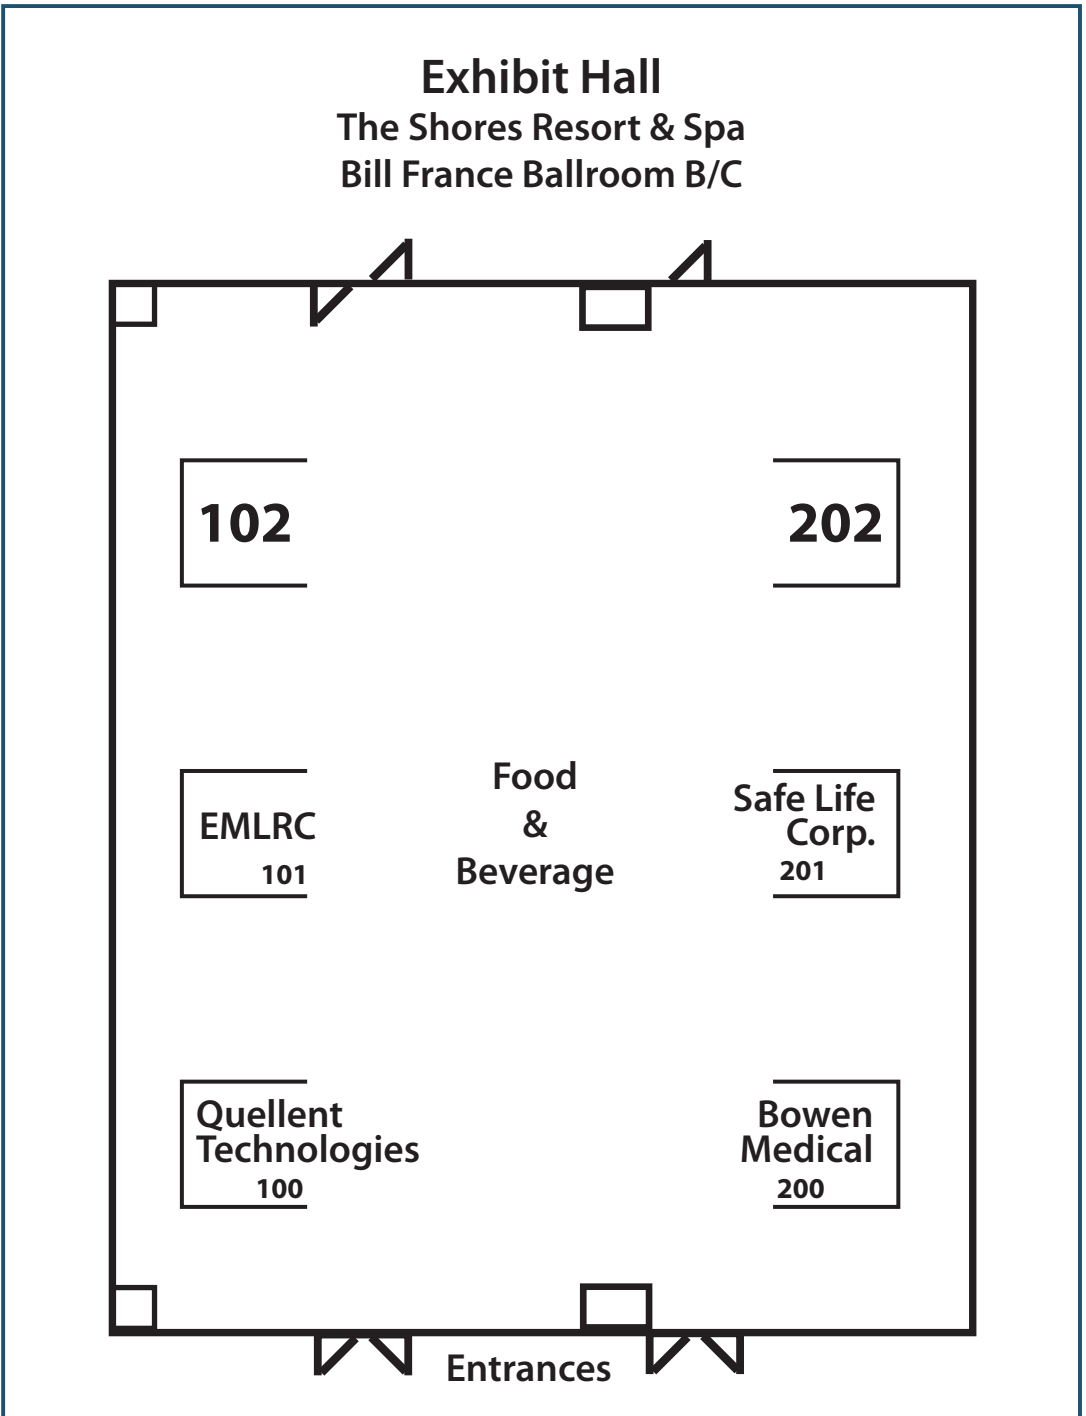 Exhibit Hall
The Shores Resort & Spa
Bill France Ballroom B/C
102
202
EMLRC
101
Food
&
Beverage
Safe Life
Corp.
201
Quellent
Technologies
100
Bowen
Medical
200
Entrances